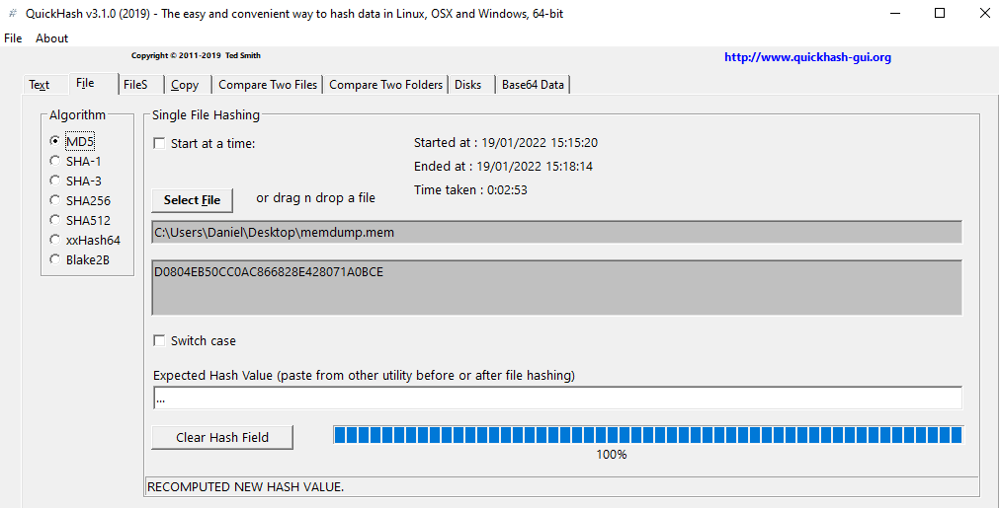 # QuickHash v3.1.0 (2019) - The easy and convenient way to hash data in Linux, OSX and Windows, 64-bit
File About
Copyright © 2011-2019 Ted Smith
http://www.quickhash-gui.org
Text File FileS Copy Compare Two Files Compare Two Folders Disks Base64 Data
Algorithm
MD5
SHA-1
SHA-3
SHA256
SHA512
xxHash64
Blake2B
Single File Hashing
Start at a time:
Started at : 19/01/2022 15:15:20
Ended at : 19/01/2022 15:18:14
Time taken : 0:02:53
Select File or drag n drop a file
C:\Users\Daniel\Desktop\memdump.mem
D0804EB50CC0AC866828E428071A0BCE
Switch case
Expected Hash Value (paste from other utility before or after file hashing)
...
Clear Hash Field
100%
RECOMPUTED NEW HASH VALUE.